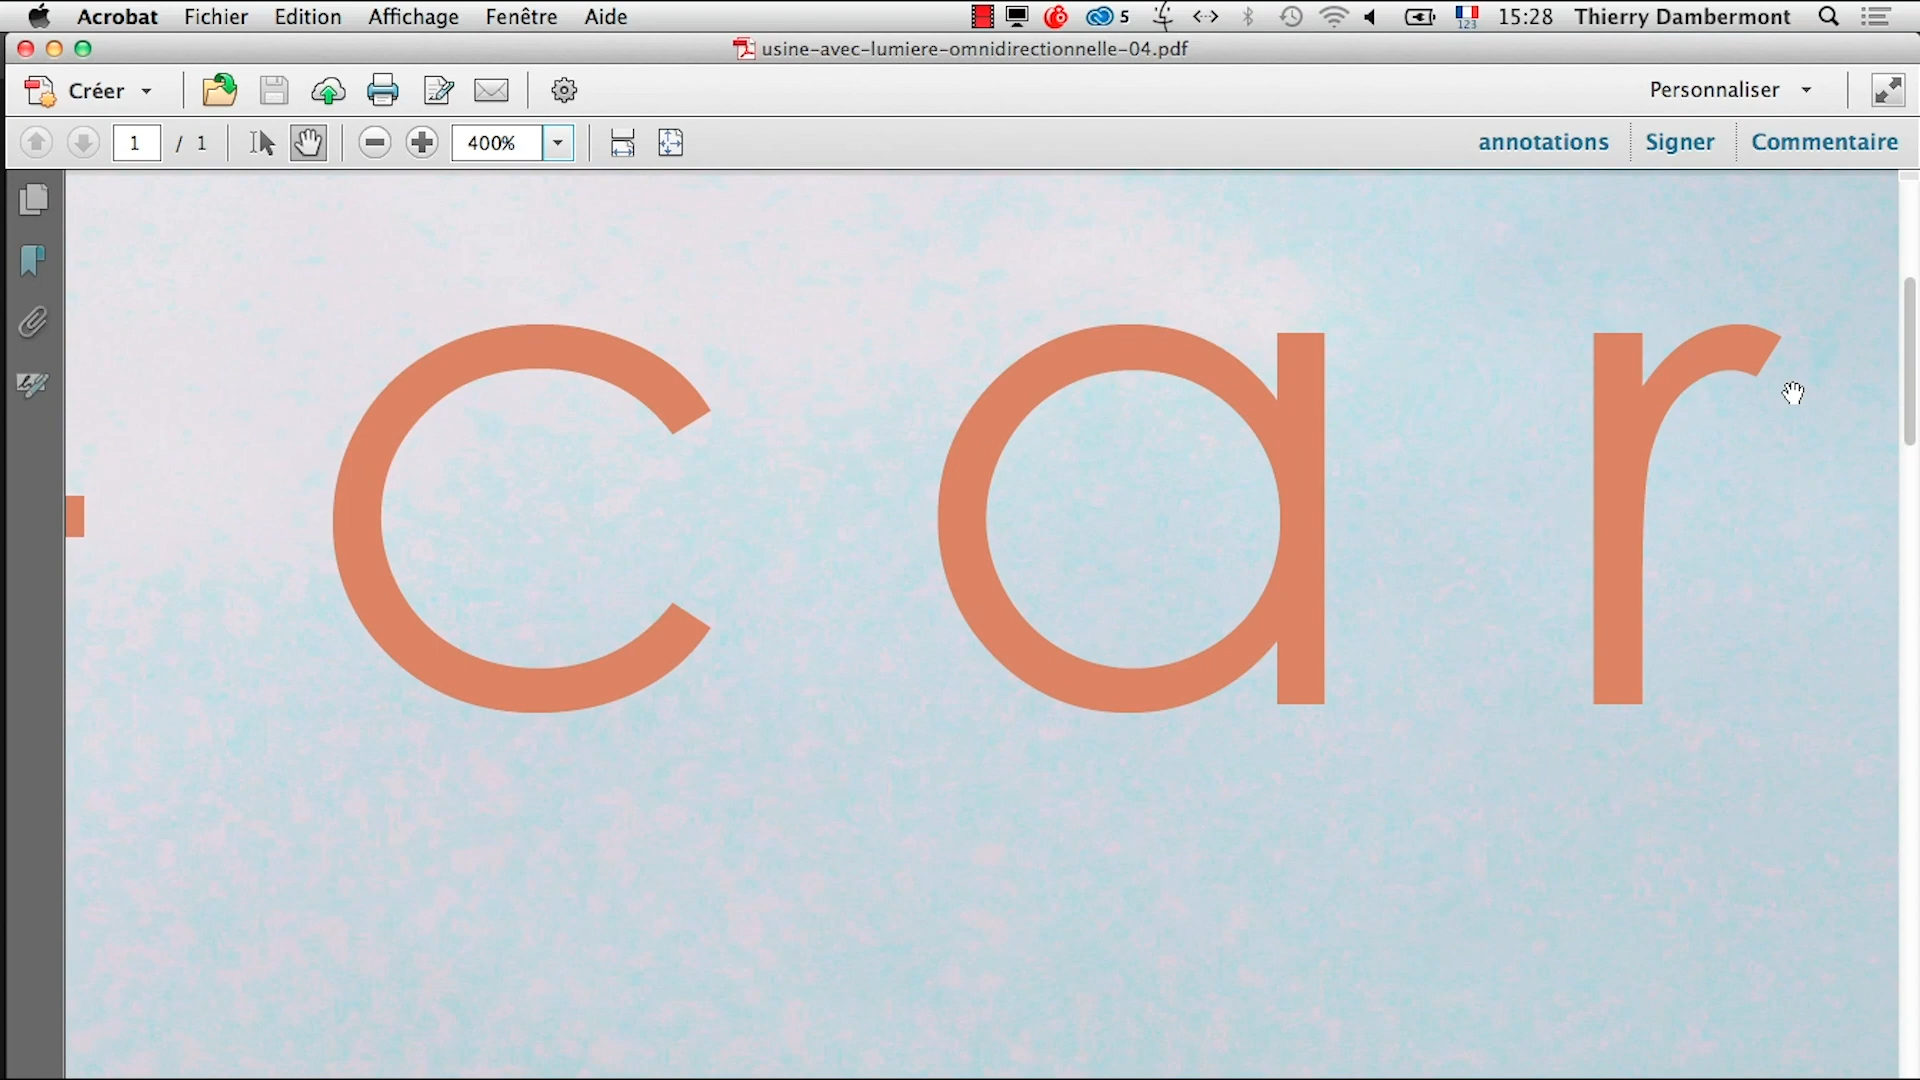 Acrobat Fichier Edition Affichage Fenêtre Aide 5 123 15:28 Thierry Dambermont
usine-avec-lumiere-omnidirectionnelle-04.pdf
Créer Personnaliser
1 / 1 400% annotations Signer Commentaire
- c a r